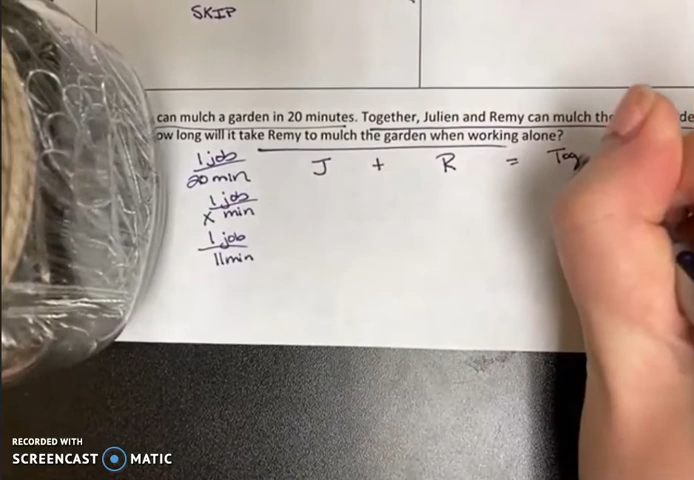 SKIP
can mulch a garden in 20 minutes. Together, Julien and Remy can mulch the
ow long will it take Remy to mulch the garden when working alone?
1 job
20 min
J + R = Tog
1 job
x min
1 job
11 min
RECORDED WITH
SCREENCAST MATIC